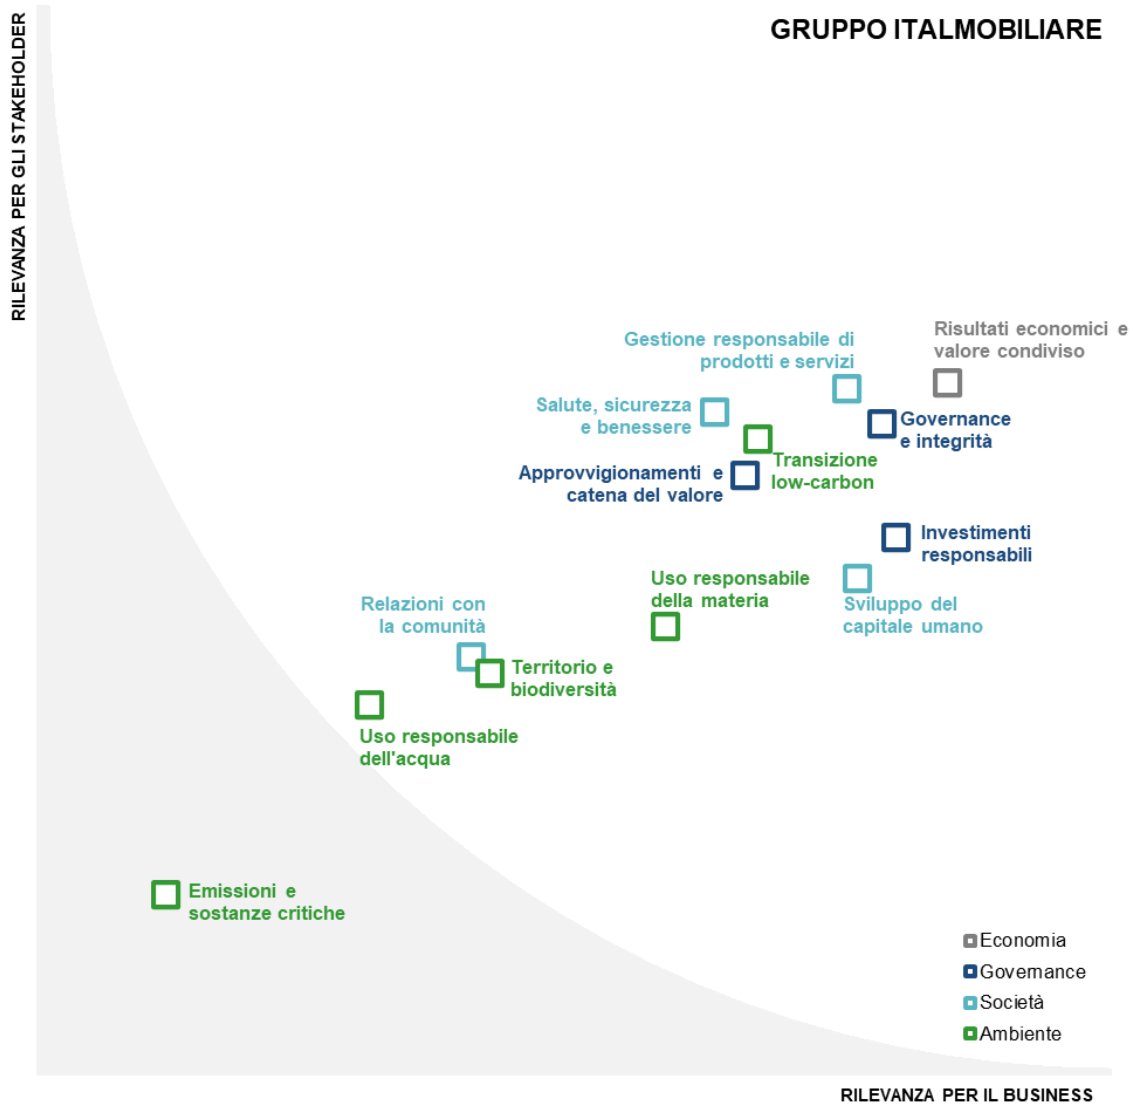 GRUPPO ITALMOBILIARE
RILEVANZA PER GLI STAKEHOLDER
Risultati economici e
valore condiviso
Gestione responsabile di
prodotti e servizi
Salute, sicurezza
e benessere
Governance
e integrità
Transizione
low-carbon
Approvvigionamenti e
catena del valore
Investimenti
responsabili
Uso responsabile
della materia
Sviluppo del
capitale umano
Relazioni con
la comunità
Territorio e
biodiversità
Uso responsabile
dell'acqua
Emissioni e
sostanze critiche
Economia
Governance
Società
Ambiente
RILEVANZA PER IL BUSINESS